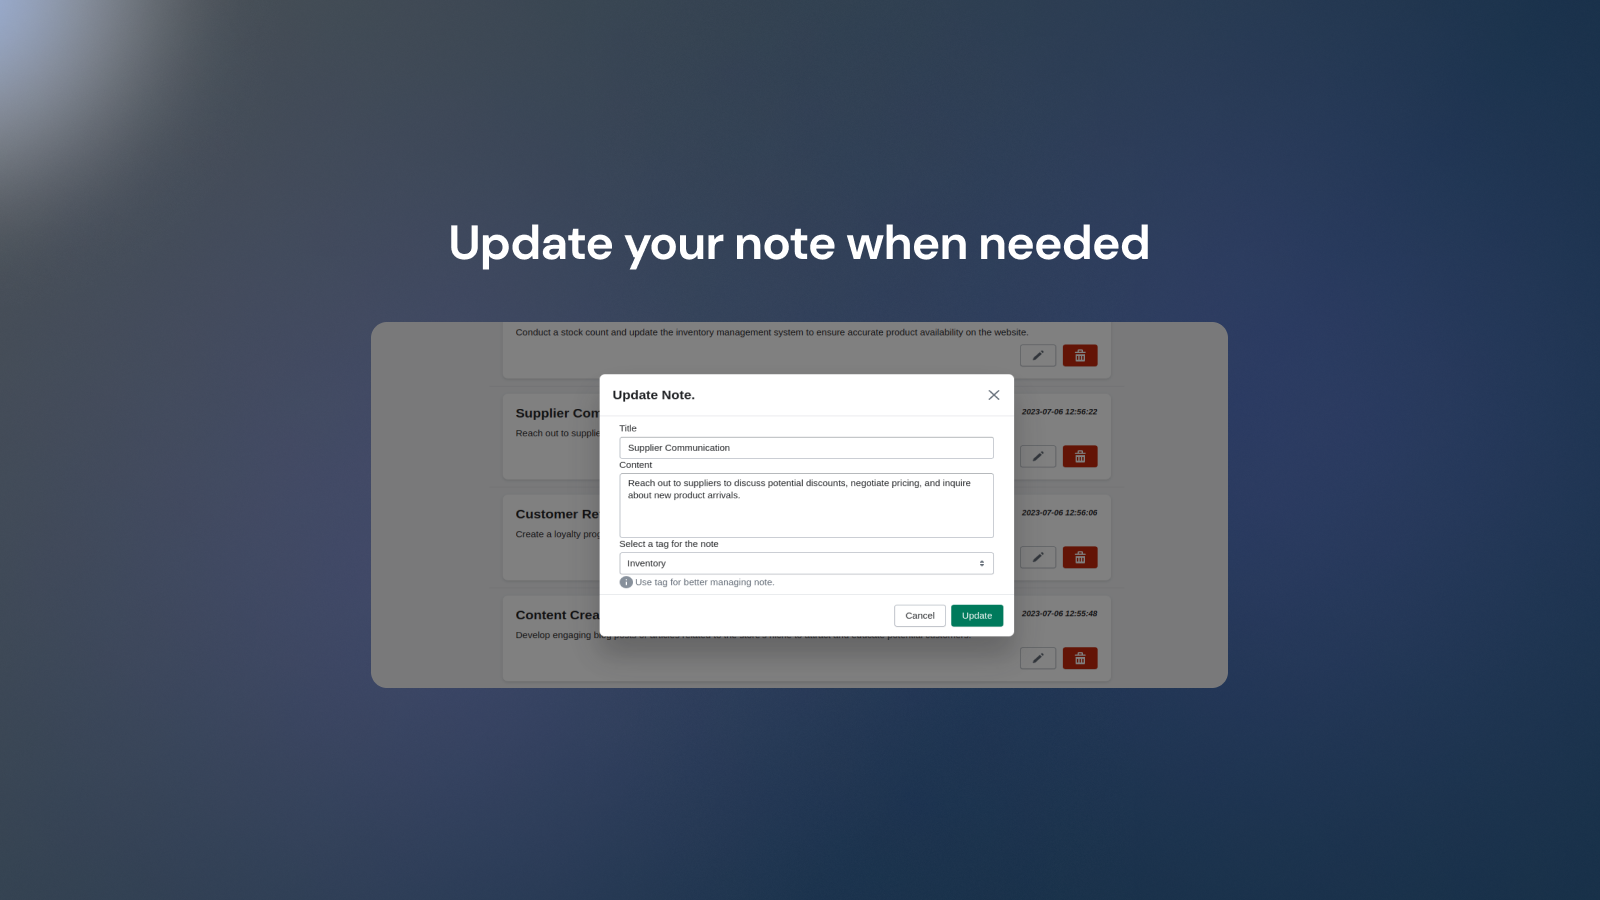 Update your note when needed
Conduct a stock count and update the inventory management system to ensure accurate product availability on the website.
Update Note.
Supplier Com
2023-07-06 12:56:22
Reach out to supplie
Title
Supplier Communication
Content
Reach out to suppliers to discuss potential discounts, negotiate pricing, and inquire
about new product arrivals.
Customer Re
2023-07-06 12:56:06
Create a loyalty prog
Select a tag for the note
Inventory
Use tag for better managing note.
Content Crea
2023-07-06 12:55:48
Cancel
Update
Develop engaging